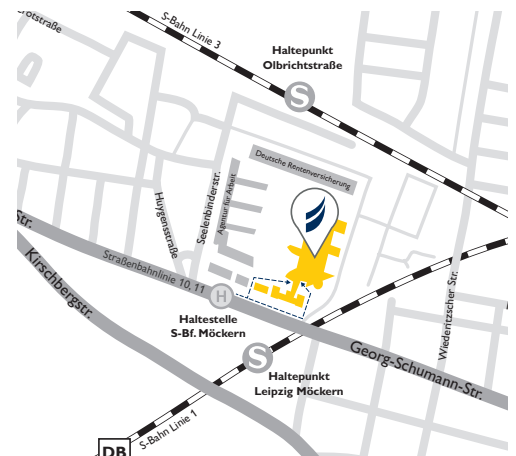 S-Bahn Linie 3
Haltepunkt
Olbrichtstraße
S
Deutsche Rentenversicherung
Agentur für Arbeit
Seelenbinderstr.
Huygensstraße
Str.
Straßenbahnlinie 10, 11
Kirschbergstr.
H
Haltestelle
S-Bf. Möckern
Wiederitzscher Str.
Georg-Schumann-Str.
S
Haltepunkt
Leipzig Möckern
S-Bahn Linie 1
DB